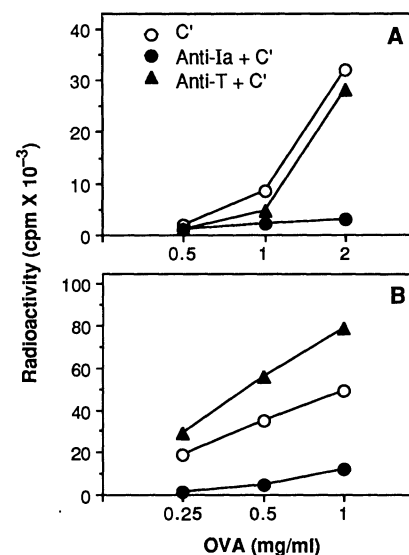 C'
Anti-Ia + C'
Anti-T + C'
A
40
30
20
10
0
0.5 1 2
B
100
80
60
40
20
0
0.25 0.5 1
Radioactivity (cpm X 10⁻³)
OVA (mg/ml)